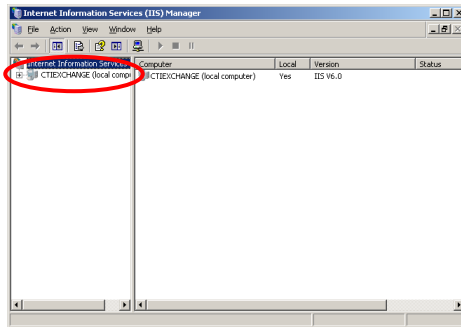 Internet Information Services (IIS) Manager
File Action View Window Help
Internet Information Services
Computer Local Version Status
CTIEXCHANGE (local comp
CTIEXCHANGE (local computer) Yes IIS V6.0